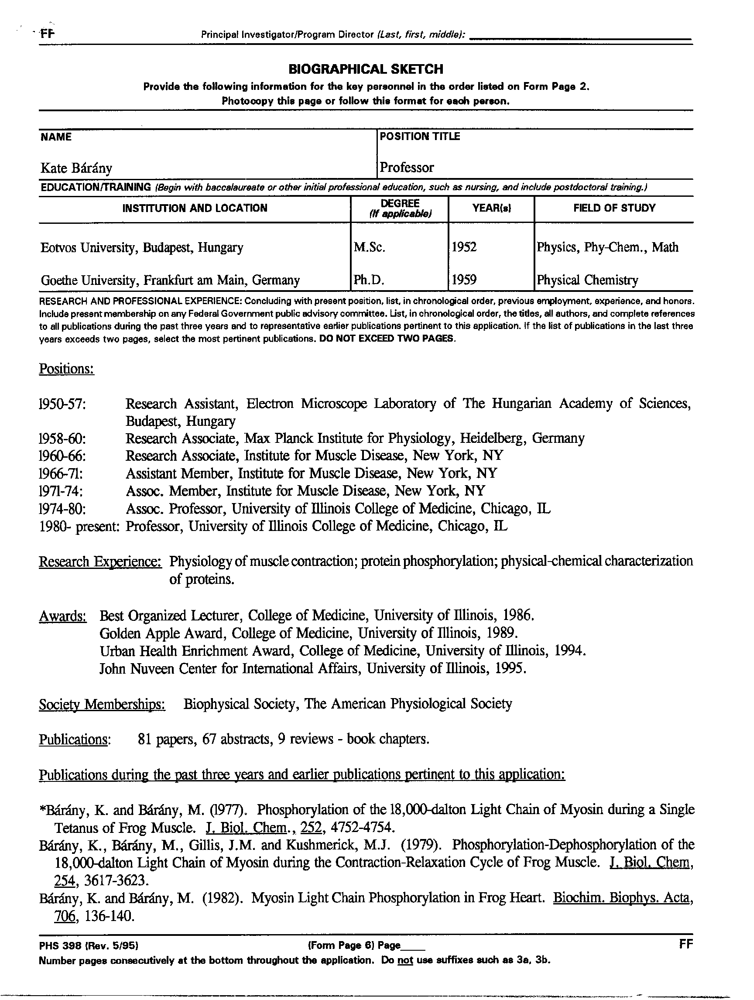 FF
Principal Investigator/Program Director (Last, first, middle):
BIOGRAPHICAL SKETCH
Provide the following information for the key personnel in the order listed on Form Page 2.
Photocopy this page or follow this format for each person.
NAME
POSITION TITLE
Kate Bárány
Professor
EDUCATION/TRAINING (Begin with baccalaureate or other initial professional education, such as nursing, and include postdoctoral training.)
INSTITUTION AND LOCATION
DEGREE
(if applicable)
YEAR(s)
FIELD OF STUDY
Eotvos University, Budapest, Hungary
M.Sc.
1952
Physics, Phy-Chem., Math
Goethe University, Frankfurt am Main, Germany
Ph.D.
1959
Physical Chemistry
RESEARCH AND PROFESSIONAL EXPERIENCE: Concluding with present position, list, in chronological order, previous employment, experience, and honors.
Include present membership on any Federal Government public advisory committee. List, in chronological order, the titles, all authors, and complete references
to all publications during the past three years and to representative earlier publications pertinent to this application. If the list of publications in the last three
years exceeds two pages, select the most pertinent publications. DO NOT EXCEED TWO PAGES.
Positions:
1950-57: Research Assistant, Electron Microscope Laboratory of The Hungarian Academy of Sciences,
Budapest, Hungary
1958-60: Research Associate, Max Planck Institute for Physiology, Heidelberg, Germany
1960-66: Research Associate, Institute for Muscle Disease, New York, NY
1966-71: Assistant Member, Institute for Muscle Disease, New York, NY
1971-74: Assoc. Member, Institute for Muscle Disease, New York, NY
1974-80: Assoc. Professor, University of Illinois College of Medicine, Chicago, IL
1980- present: Professor, University of Illinois College of Medicine, Chicago, IL
Research Experience: Physiology of muscle contraction; protein phosphorylation; physical-chemical characterization
of proteins.
Awards: Best Organized Lecturer, College of Medicine, University of Illinois, 1986.
Golden Apple Award, College of Medicine, University of Illinois, 1989.
Urban Health Enrichment Award, College of Medicine, University of Illinois, 1994.
John Nuveen Center for International Affairs, University of Illinois, 1995.
Society Memberships: Biophysical Society, The American Physiological Society
Publications: 81 papers, 67 abstracts, 9 reviews - book chapters.
Publications during the past three years and earlier publications pertinent to this application:
*Bárány, K. and Bárány, M. (1977). Phosphorylation of the 18,000-dalton Light Chain of Myosin during a Single
Tetanus of Frog Muscle. J. Biol. Chem., 252, 4752-4754.
Bárány, K., Bárány, M., Gillis, J.M. and Kushmerick, M.J. (1979). Phosphorylation-Dephosphorylation of the
18,000-dalton Light Chain of Myosin during the Contraction-Relaxation Cycle of Frog Muscle. J. Biol. Chem,
254, 3617-3623.
Bárány, K. and Bárány, M. (1982). Myosin Light Chain Phosphorylation in Frog Heart. Biochim. Biophys. Acta,
706, 136-140.
PHS 398 (Rev. 5/95) (Form Page 6) Page____ FF
Number pages consecutively at the bottom throughout the application. Do not use suffixes such as 3a, 3b.